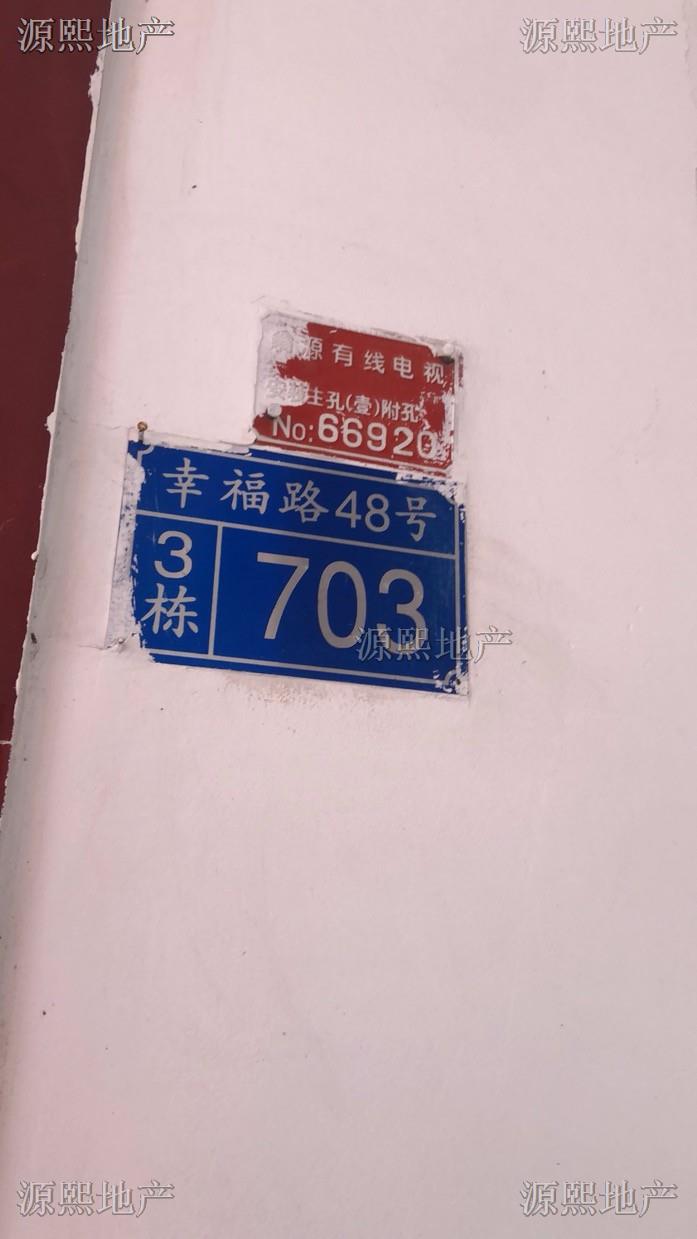 源熙地产
源熙地产
源有线电视
主孔(壹)附孔
No:66920
幸福路48号
3栋
703
源熙地产
源熙地产
源熙地产